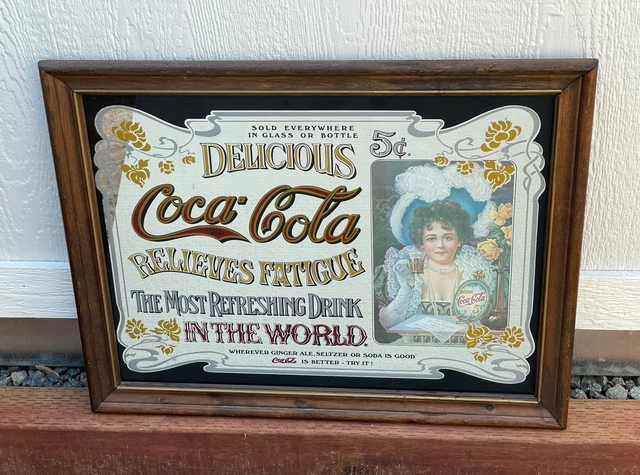 SOLD EVERYWHERE
IN GLASS OR BOTTLE
5¢.
DELICIOUS
Coca-Cola
RELIEVES FATIGUE
THE MOST REFRESHING DRINK
IN THE WORLD.
WHEREVER GINGER ALE, SELTZER OR SODA IS GOOD
Coca-Cola IS BETTER - TRY IT!
Coca-Cola
5¢